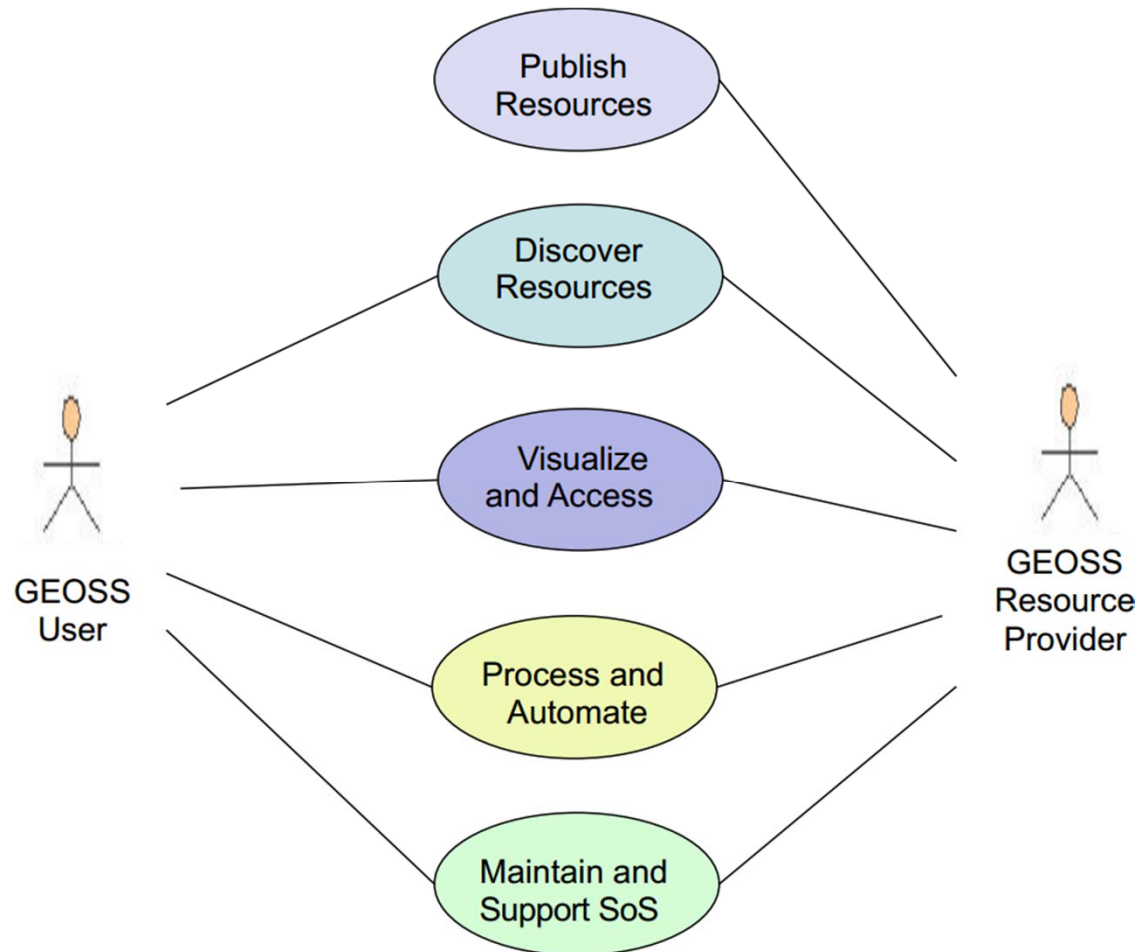 Publish
Resources
Discover
Resources
Visualize
and Access
GEOSS
User
GEOSS
Resource
Provider
Process and
Automate
Maintain and
Support SoS